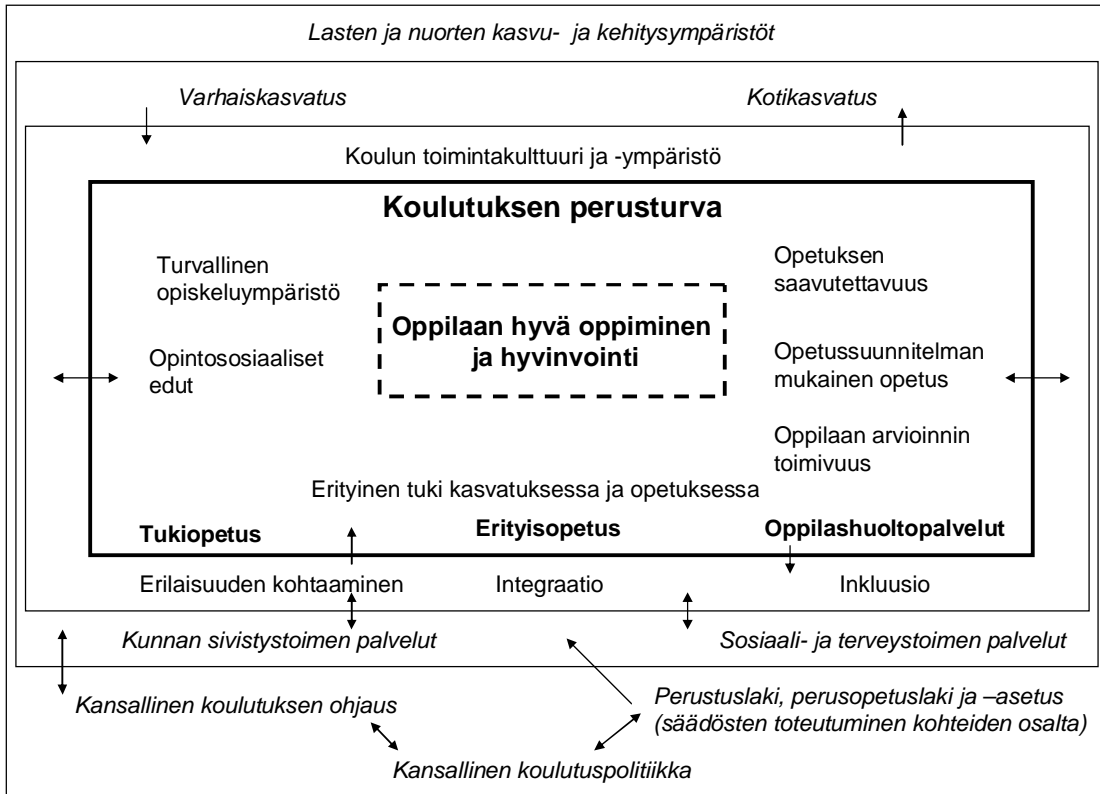 Lasten ja nuorten kasvu- ja kehitysympäristöt
Varhaiskasvatus
Kotikasvatus
Koulun toimintakulttuuri ja -ympäristö
Koulutuksen perusturva
Turvallinen
opiskeluympäristö
Opetuksen
saavutettavuus
Oppilaan hyvä oppiminen
ja hyvinvointi
Opintososiaaliset
edut
Opetussuunnitelman
mukainen opetus
Oppilaan arvioinnin
toimivuus
Erityinen tuki kasvatuksessa ja opetuksessa
Tukiopetus
Erityisopetus
Oppilashuoltopalvelut
Erilaisuuden kohtaaminen
Integraatio
Inkluusio
Kunnan sivistystoimen palvelut
Sosiaali- ja terveystoimen palvelut
Kansallinen koulutuksen ohjaus
Perustuslaki, perusopetuslaki ja –asetus
(säädösten toteutuminen kohteiden osalta)
Kansallinen koulutuspolitiikka